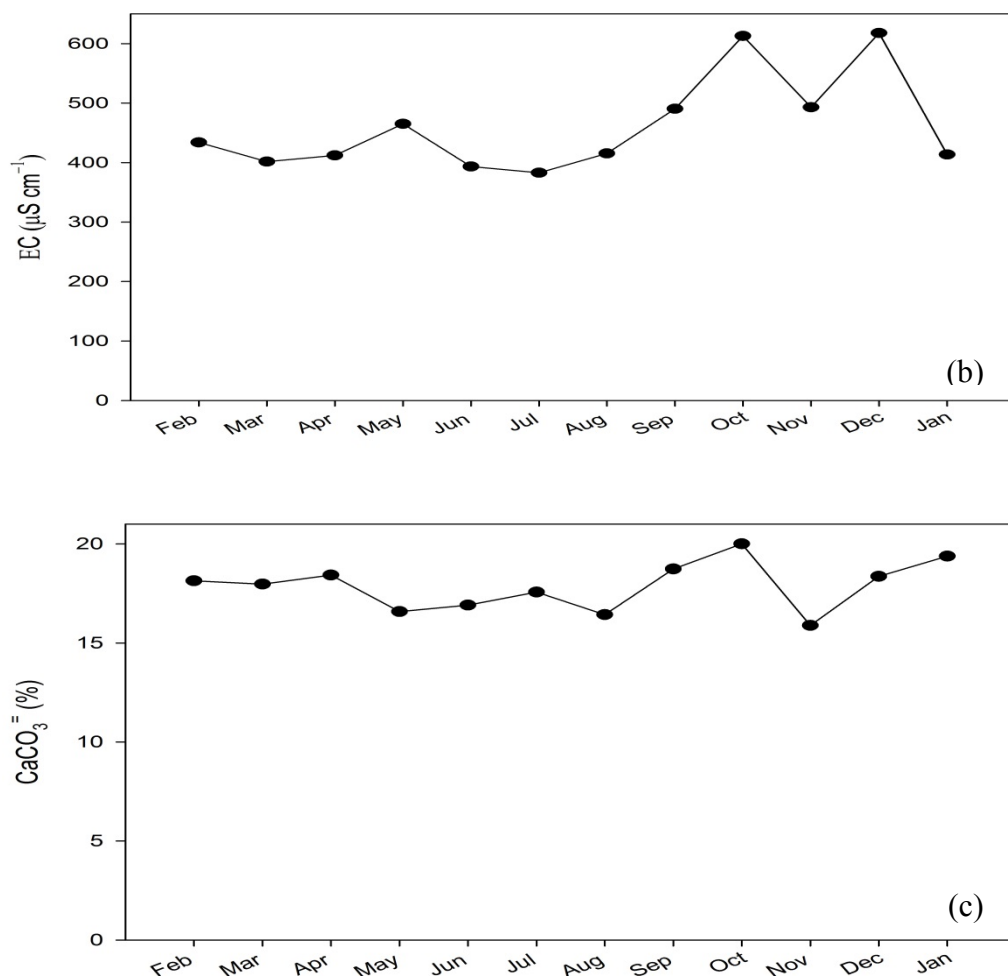 600
500
400
300
200
100
0
EC (µS cm⁻¹)
(b)
Feb Mar Apr May Jun Jul Aug Sep Oct Nov Dec Jan
20
15
10
5
0
CaCO₃⁼ (%)
(c)
Feb Mar Apr May Jun Jul Aug Sep Oct Nov Dec Jan